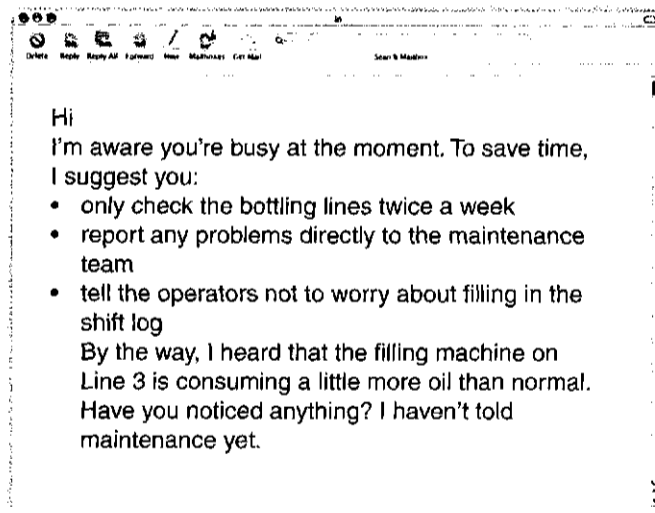 Delete Reply Reply All Forward New Mailboxes Get Mail Search Mailbox
Hi
I'm aware you're busy at the moment. To save time,
I suggest you:
• only check the bottling lines twice a week
• report any problems directly to the maintenance
team
• tell the operators not to worry about filling in the
shift log
By the way, I heard that the filling machine on
Line 3 is consuming a little more oil than normal.
Have you noticed anything? I haven't told
maintenance yet.